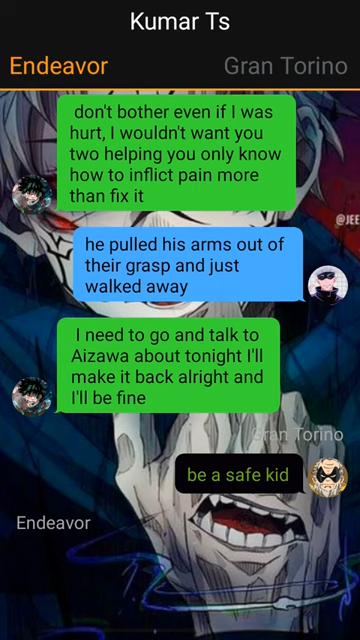 Kumar Ts
Endeavor Gran Torino
don't bother even if I was
hurt, I wouldn't want you
two helping you only know
how to inflict pain more
than fix it
@JEE
he pulled his arms out of
their grasp and just
walked away
I need to go and talk to
Aizawa about tonight I'll
make it back alright and
I'll be fine
Gran Torino
be a safe kid
Endeavor